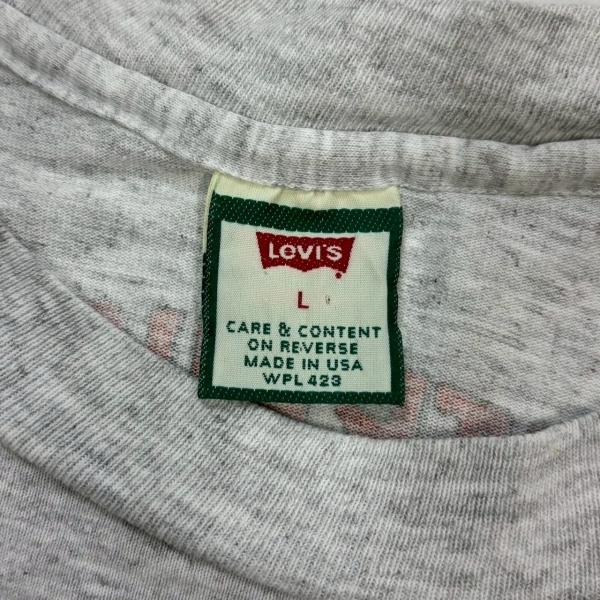 LEVI'S
L
CARE & CONTENT
ON REVERSE
MADE IN USA
WPL 423